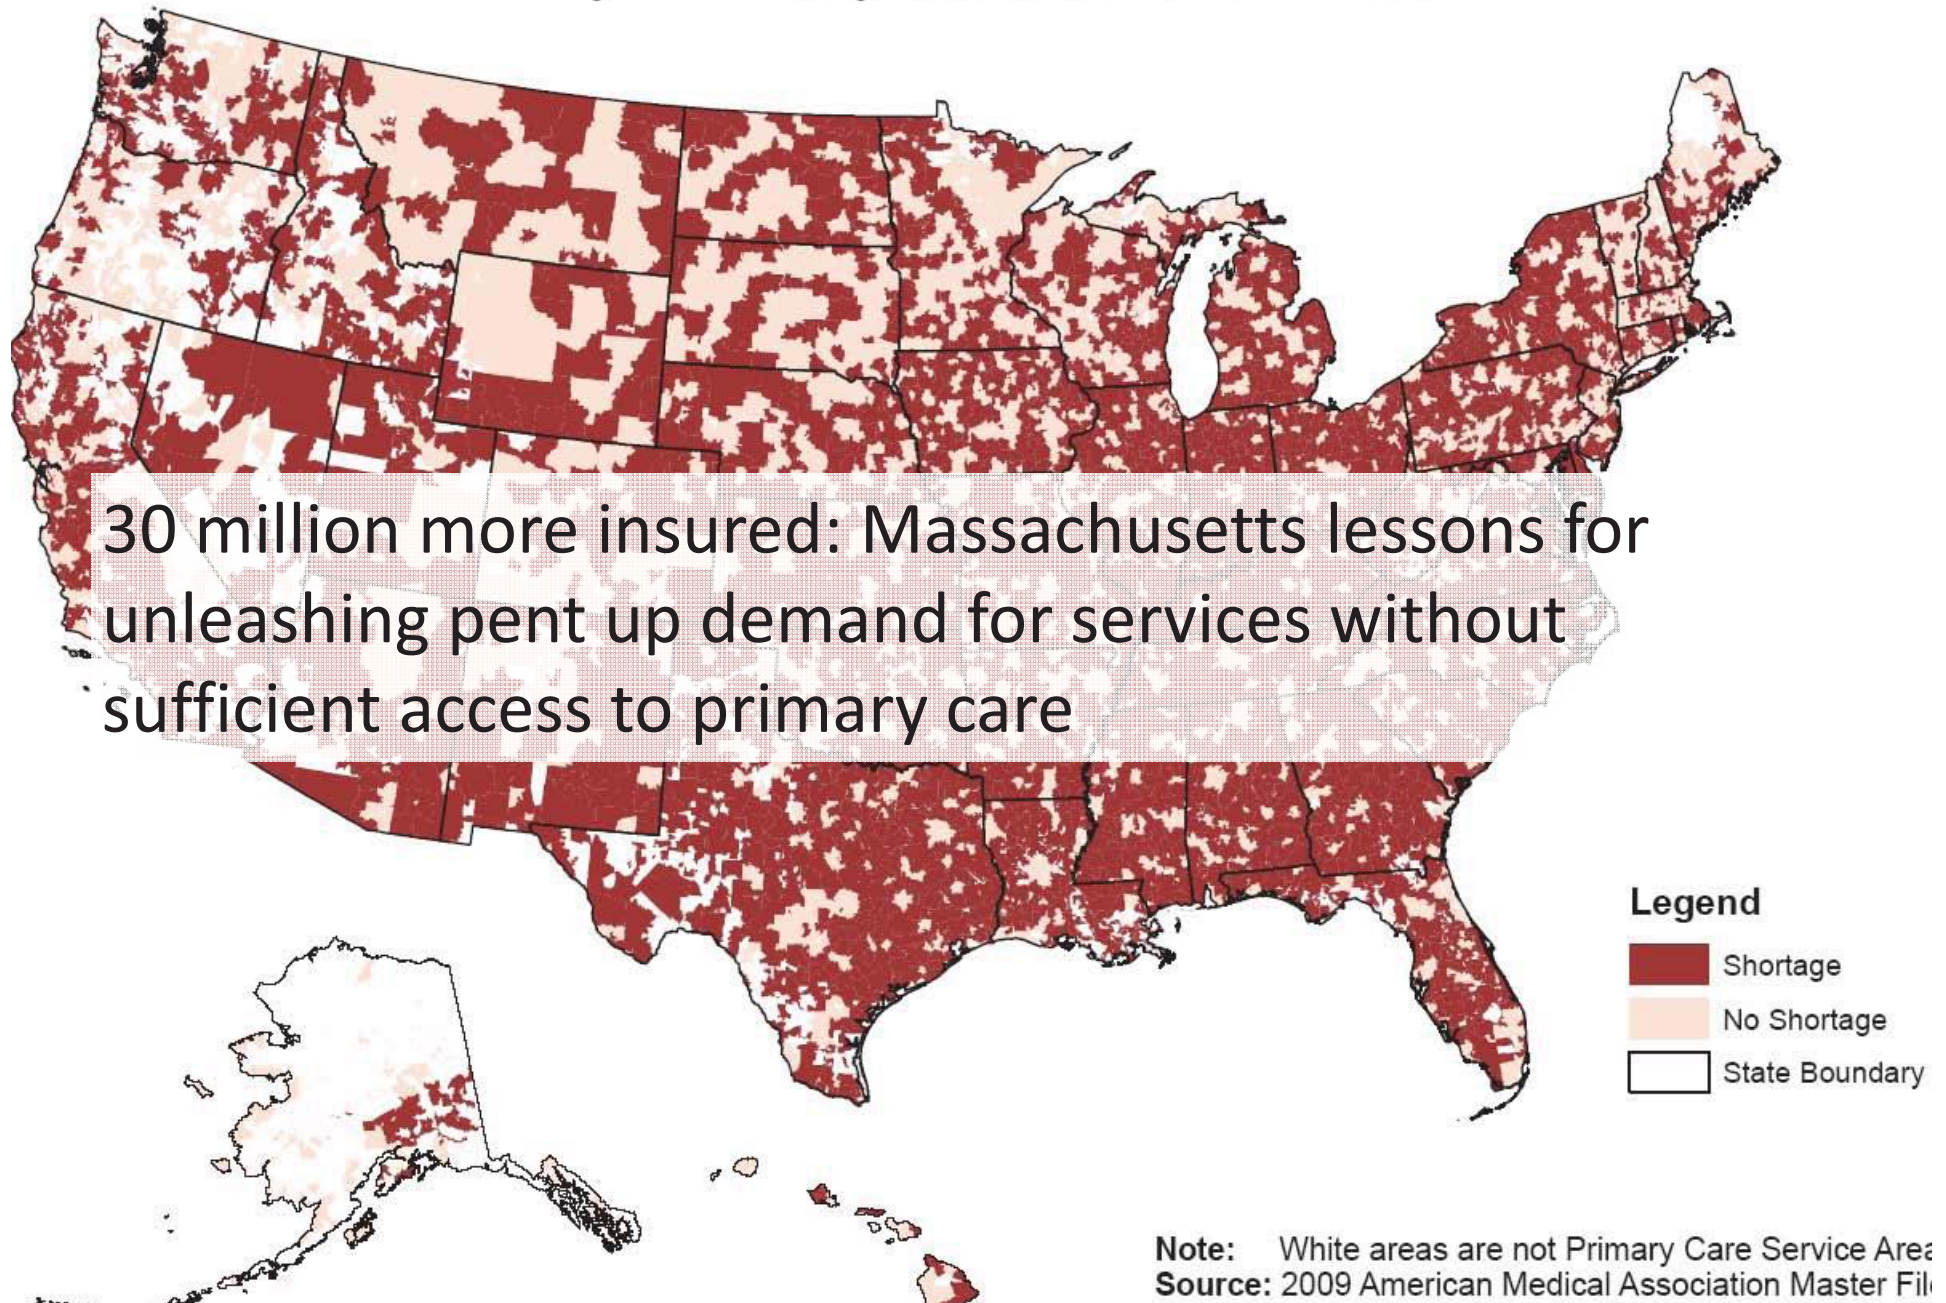 30 million more insured: Massachusetts lessons for
unleashing pent up demand for services without
sufficient access to primary care
Legend
Shortage
No Shortage
State Boundary
Note: White areas are not Primary Care Service Area
Source: 2009 American Medical Association Master File